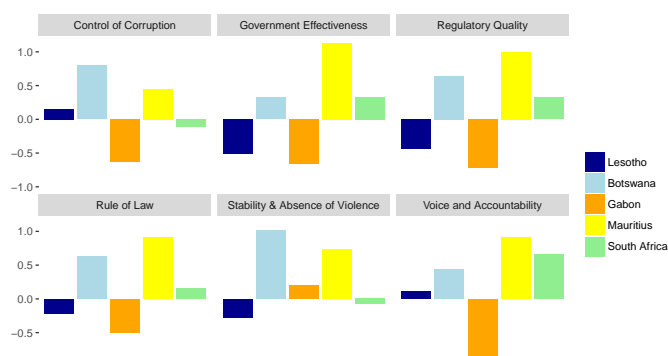 Control of Corruption
Government Effectiveness
Regulatory Quality
1.0
0.5
0.0
−0.5
−1.0
Rule of Law
Stability & Absence of Violence
Voice and Accountability
1.0
0.5
0.0
−0.5
Lesotho
Botswana
Gabon
Mauritius
South Africa